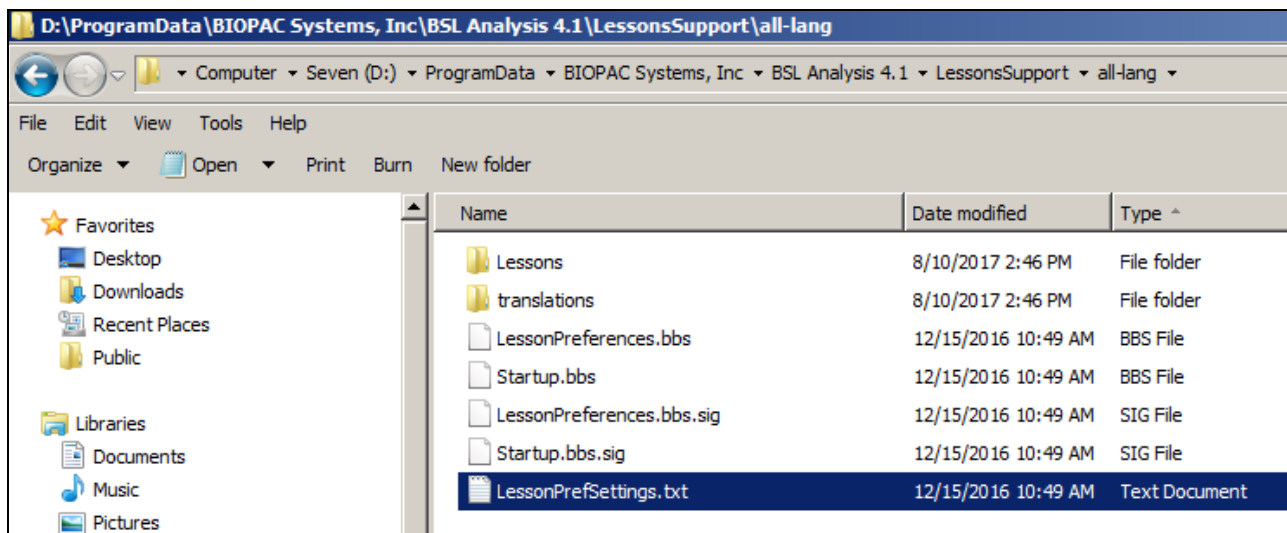 D:\ProgramData\BIOPAC Systems, Inc\BSL Analysis 4.1\LessonsSupport\all-lang
Computer Seven (D:) ProgramData BIOPAC Systems, Inc BSL Analysis 4.1 LessonsSupport all-lang
File Edit View Tools Help
Organize Open Print Burn New folder
Favorites
Desktop
Downloads
Recent Places
Public
Libraries
Documents
Music
Pictures
Name Date modified Type
Lessons 8/10/2017 2:46 PM File folder
translations 8/10/2017 2:46 PM File folder
LessonPreferences.bbs 12/15/2016 10:49 AM BBS File
Startup.bbs 12/15/2016 10:49 AM BBS File
LessonPreferences.bbs.sig 12/15/2016 10:49 AM SIG File
Startup.bbs.sig 12/15/2016 10:49 AM SIG File
LessonPrefSettings.txt 12/15/2016 10:49 AM Text Document